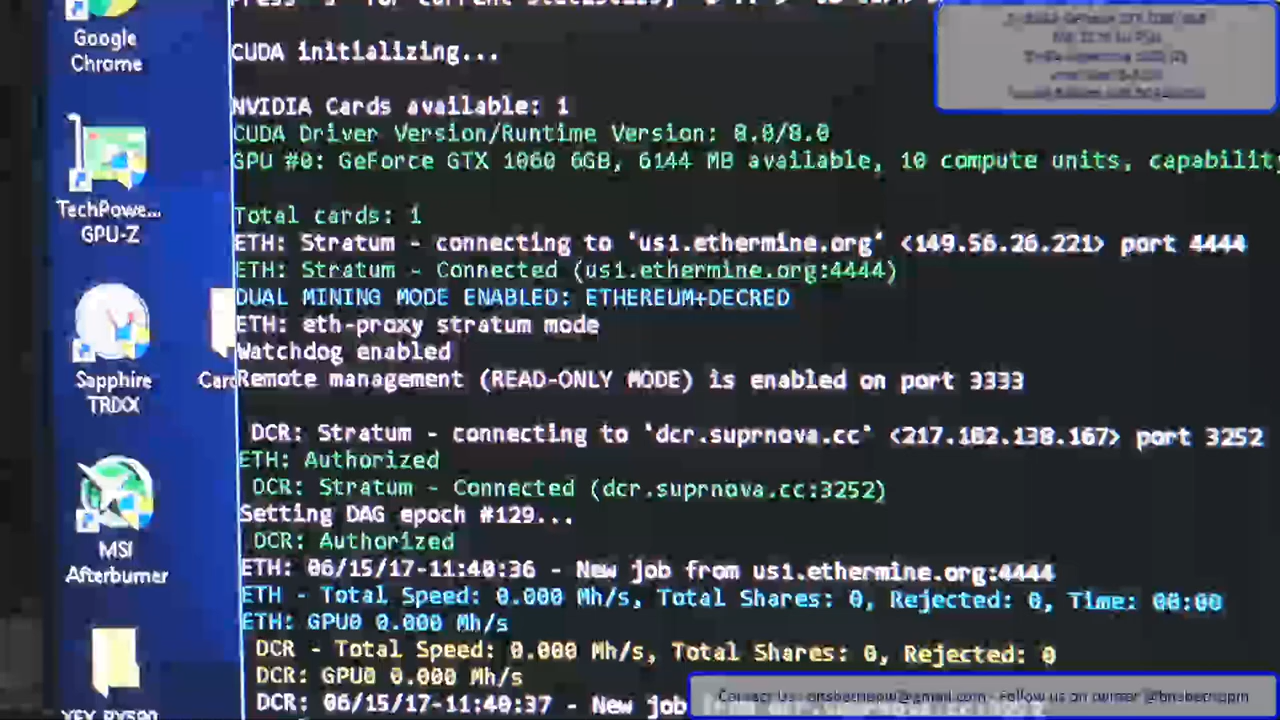 Google
Chrome
TechPowe...
GPU-Z
Sapphire
TRIXX
MSI
Afterburner
CUDA initializing...
NVIDIA Cards available: 1
CUDA Driver Version/Runtime Version: 8.0/8.0
GPU #0: GeForce GTX 1060 6GB, 6144 MB available, 10 compute units, capability
Total cards: 1
ETH: Stratum - connecting to 'us1.ethermine.org' <149.56.26.221> port 4444
ETH: Stratum - Connected (us1.ethermine.org:4444)
DUAL MINING MODE ENABLED: ETHEREUM+DECRED
ETH: eth-proxy stratum mode
Watchdog enabled
Remote management (READ-ONLY MODE) is enabled on port 3333
DCR: Stratum - connecting to 'dcr.suprnova.cc' <217.182.138.167> port 3252
ETH: Authorized
DCR: Stratum - Connected (dcr.suprnova.cc:3252)
Setting DAG epoch #129...
DCR: Authorized
ETH: 06/15/17-11:40:36 - New job from us1.ethermine.org:4444
ETH - Total Speed: 0.000 Mh/s, Total Shares: 0, Rejected: 0, Time: 00:00
ETH: GPU0 0.000 Mh/s
DCR - Total Speed: 0.000 Mh/s, Total Shares: 0, Rejected: 0
DCR: GPU0 0.000 Mh/s
DCR: 06/15/17-11:40:37 - New job
Follow us on twitter